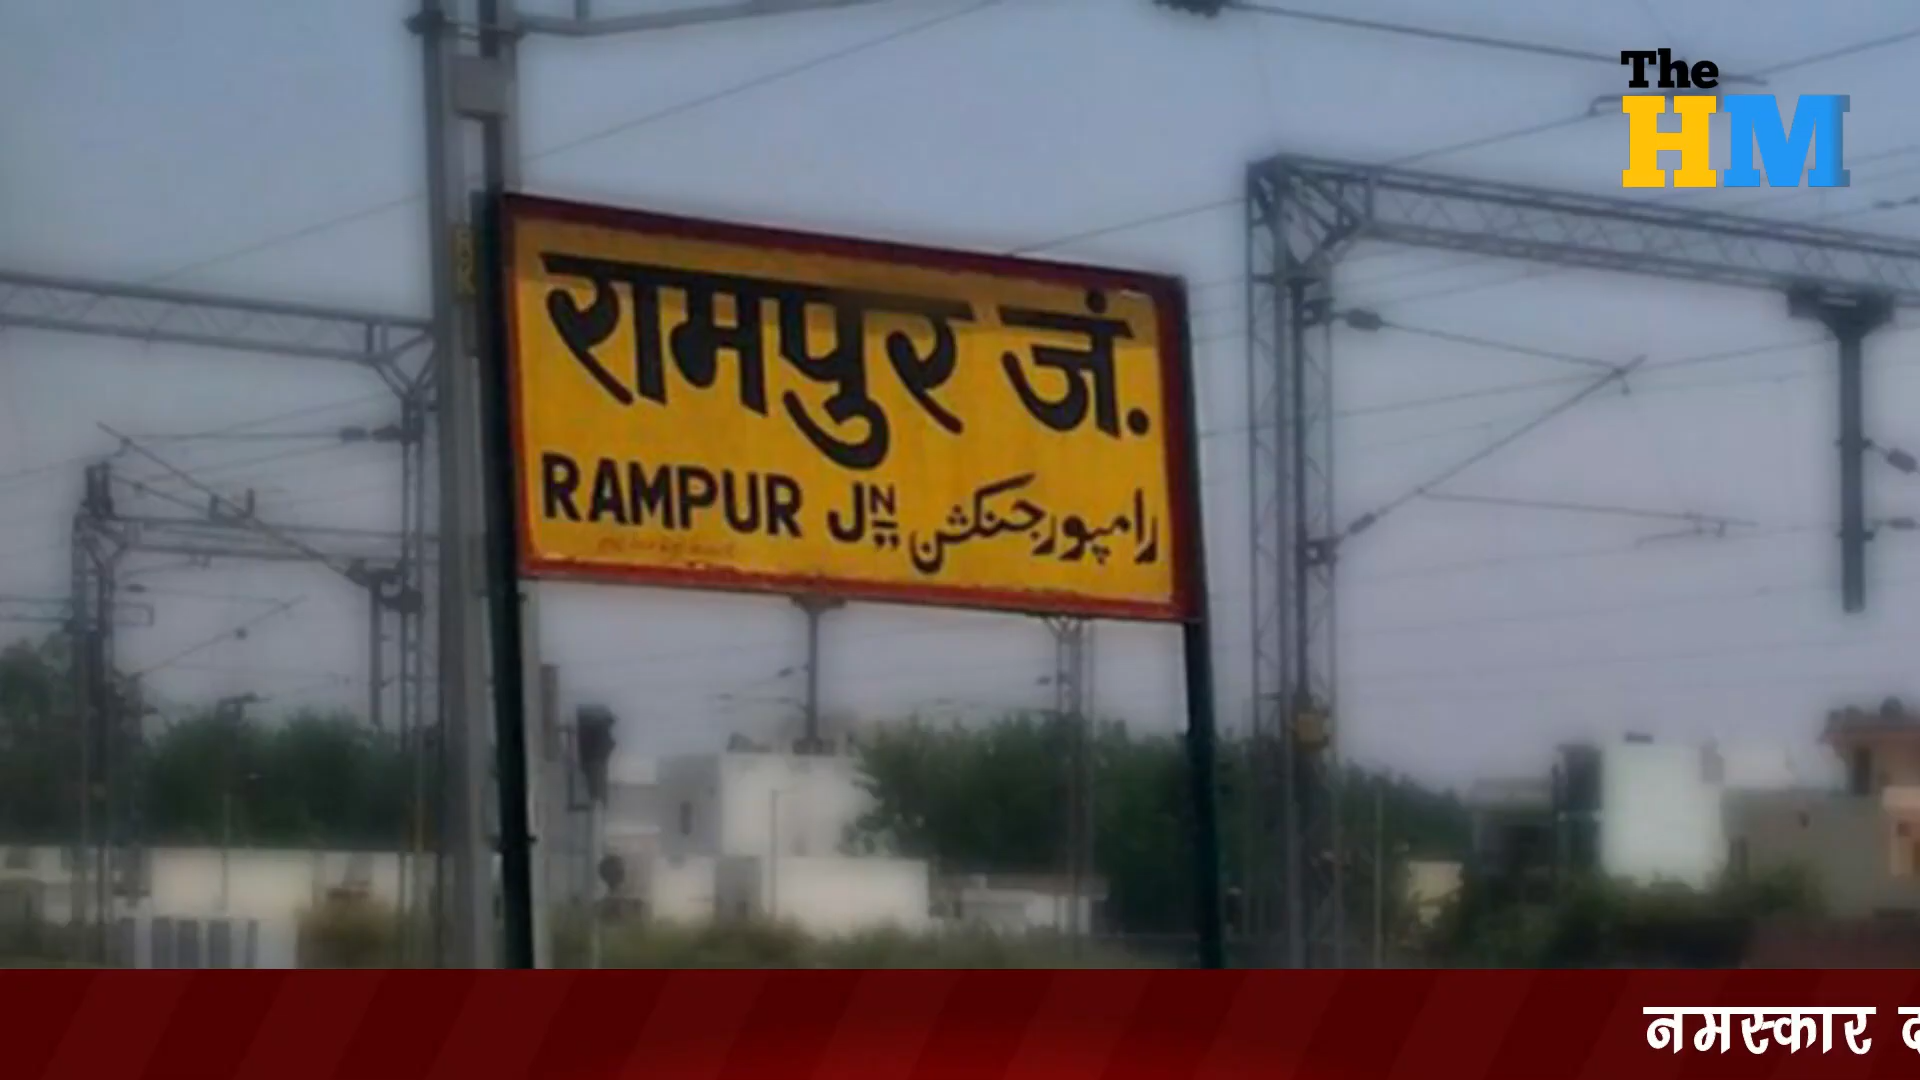 The
HM
रामपुर जं.
RAMPUR JN
رامپور جنکشن
नमस्कार